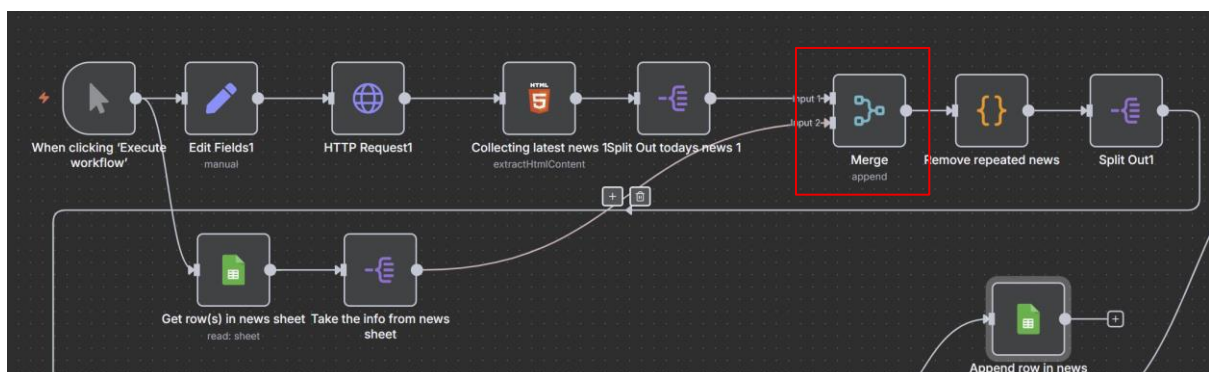 Input 1
Input 2
When clicking ‘Execute
workflow’
Edit Fields1
manual
HTTP Request1
HTML
Collecting latest news 1
extractHtmlContent
Split Out todays news 1
Merge
append
Remove repeated news
Split Out1
Get row(s) in news sheet
read: sheet
Take the info from news
sheet
Append row in news